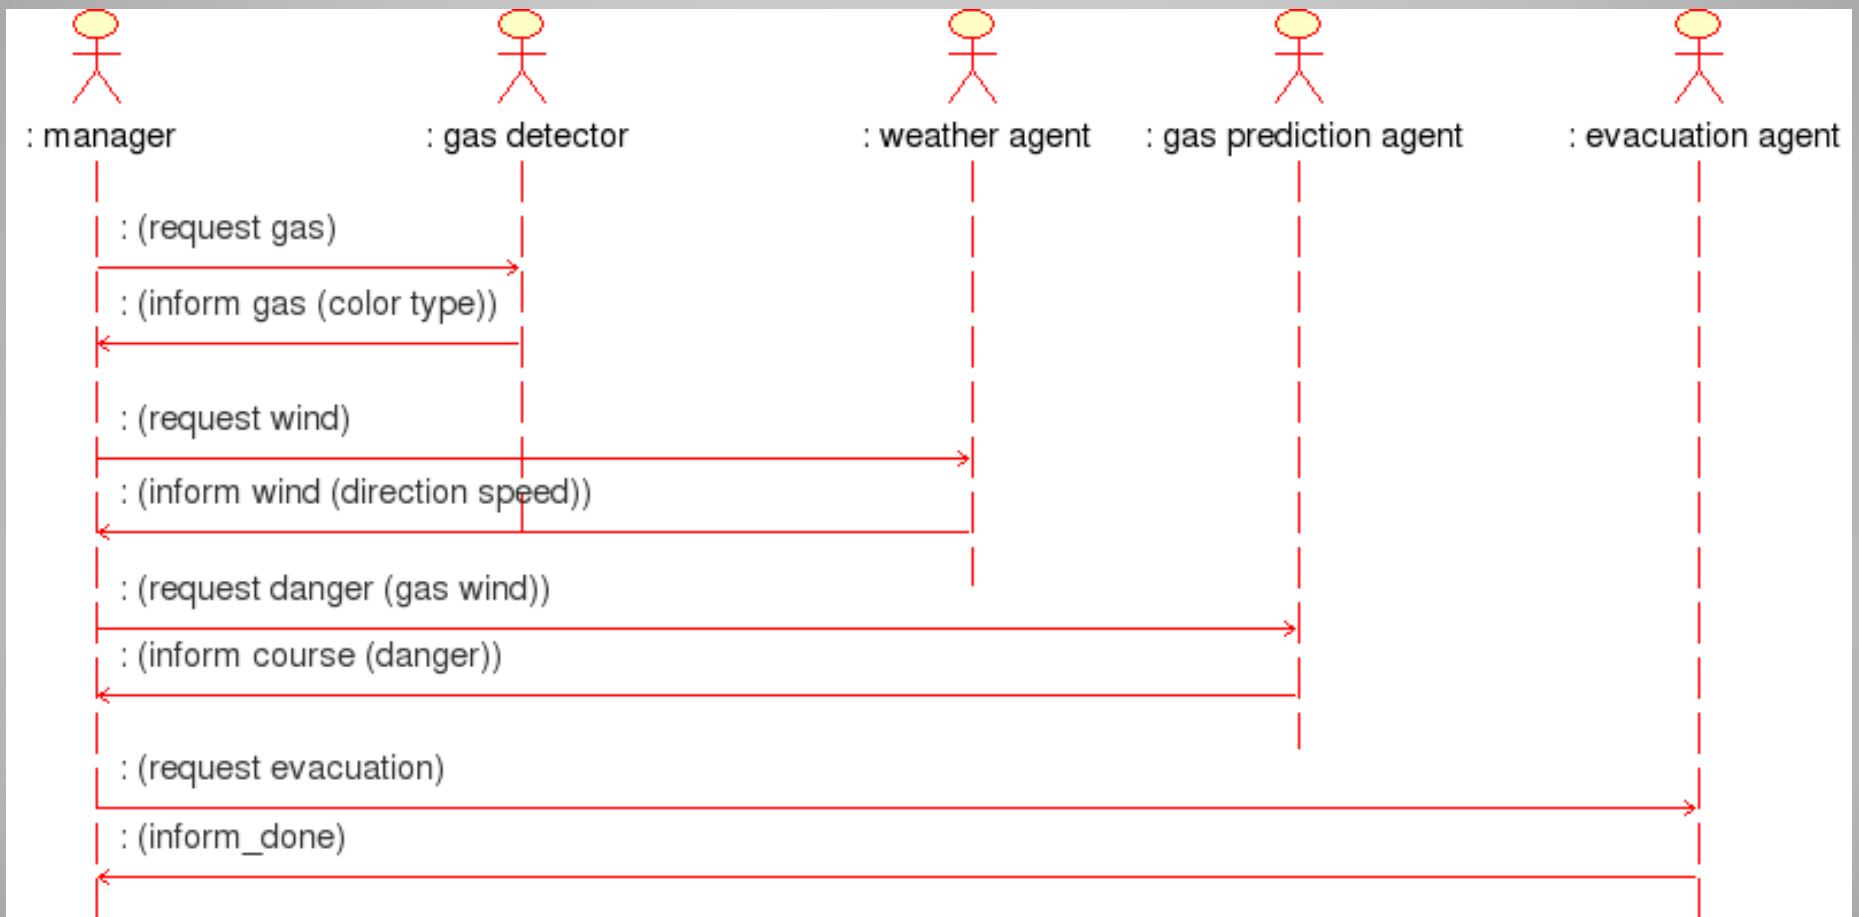 : manager
: gas detector
: weather agent
: gas prediction agent
: evacuation agent
: (request gas)
: (inform gas (color type))
: (request wind)
: (inform wind (direction speed))
: (request danger (gas wind))
: (inform course (danger))
: (request evacuation)
: (inform_done)